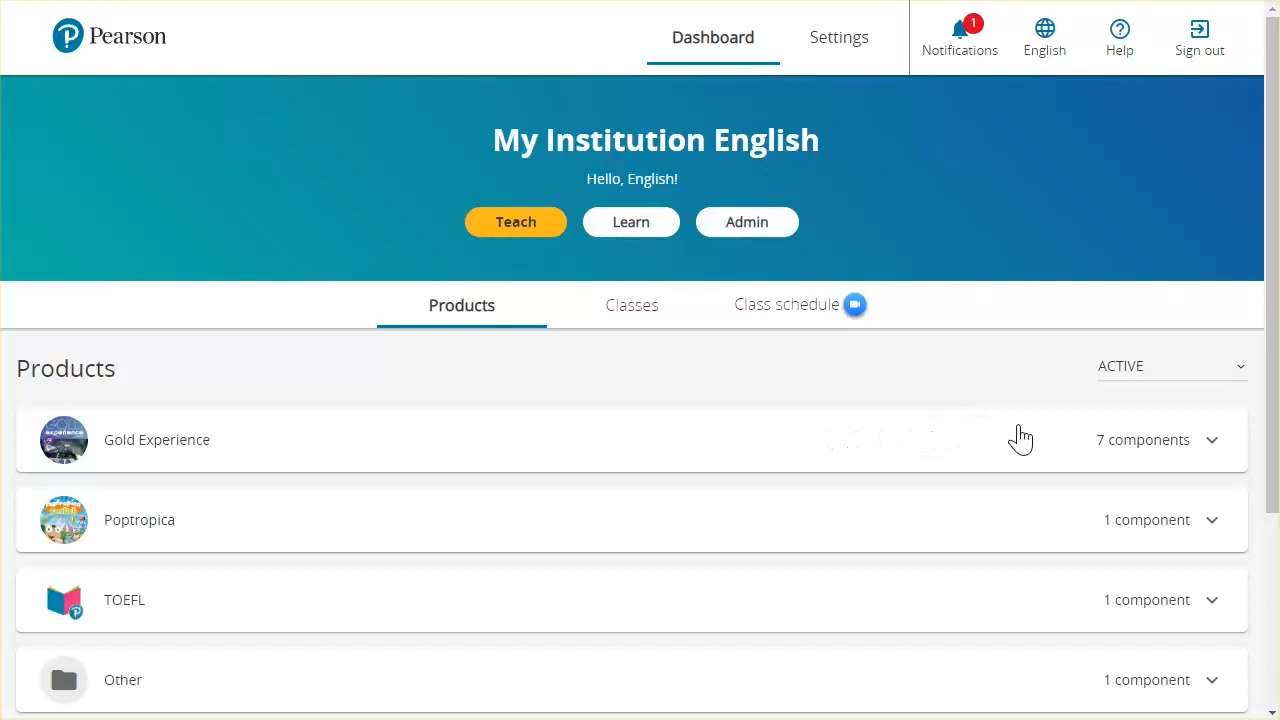 Pearson
Dashboard
Settings
1
Notifications
English
Help
Sign out
My Institution English
Hello, English!
Teach
Learn
Admin
Products
Classes
Class schedule
Products
ACTIVE
Gold Experience
7 components
Poptropica
1 component
TOEFL
1 component
Other
1 component